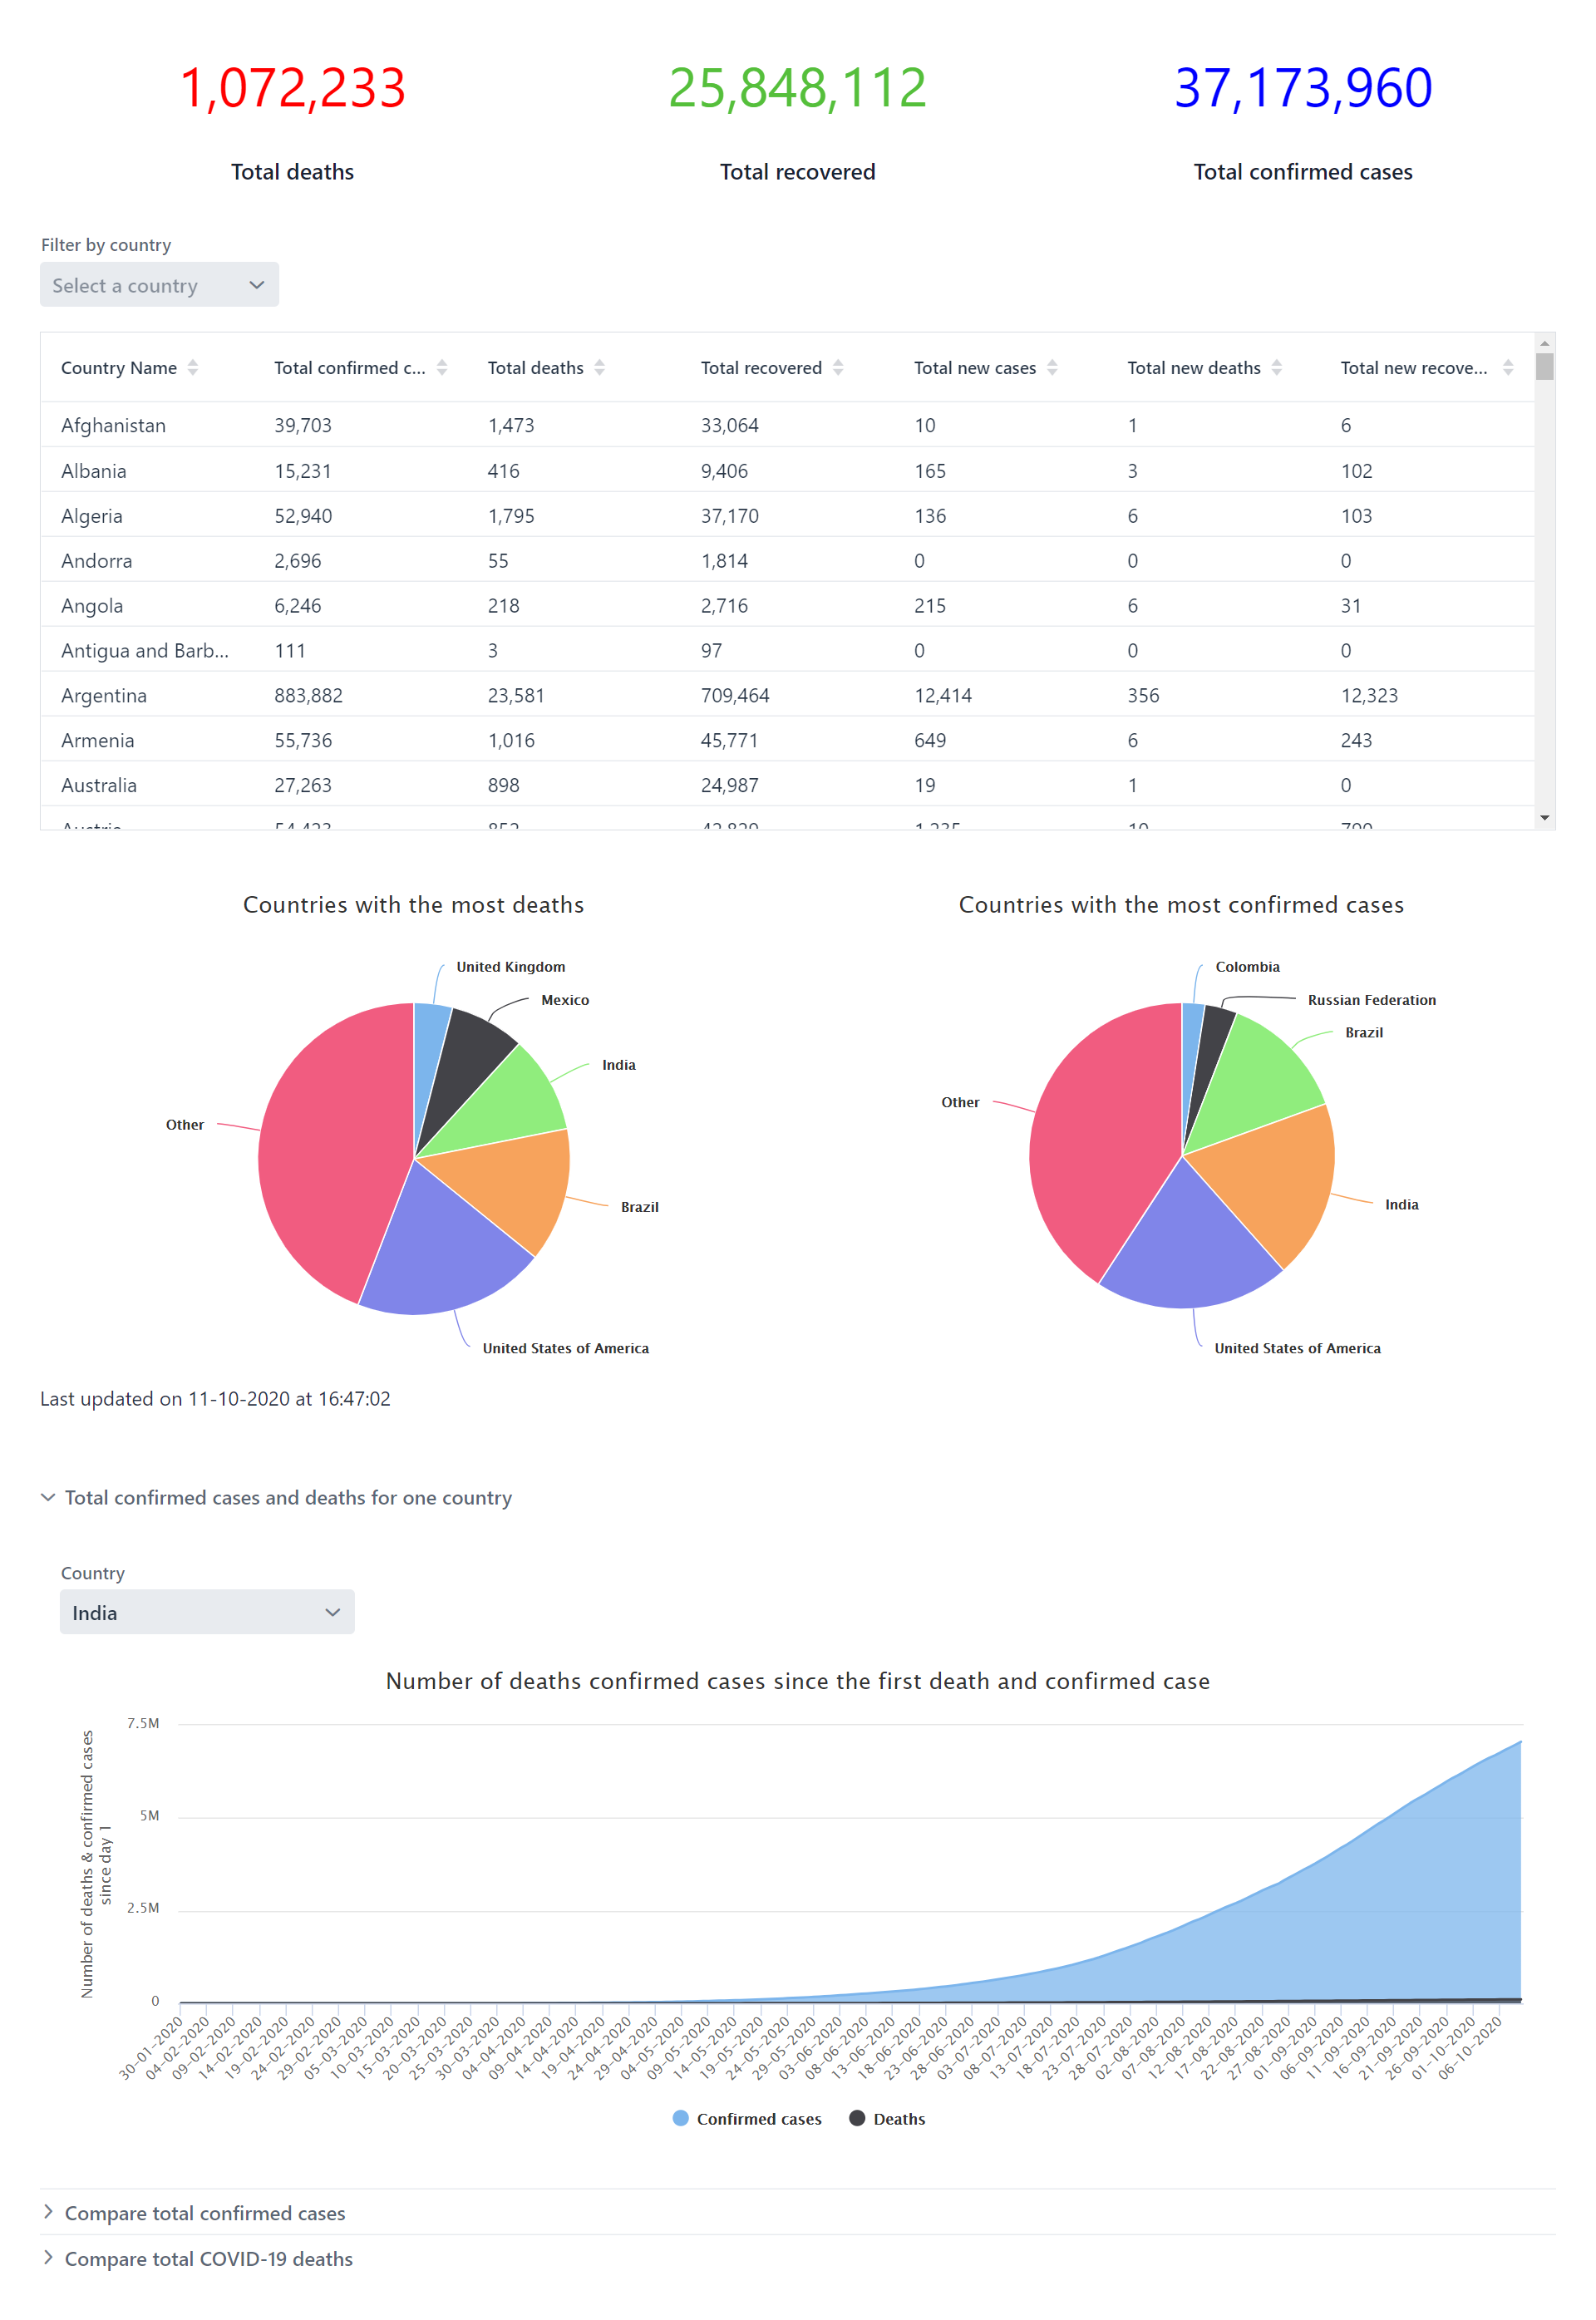 1,072,233 25,848,112 37,173,960
Total deaths Total recovered Total confirmed cases
Filter by country
Select a country
Country Name Total confirmed c... Total deaths Total recovered Total new cases Total new deaths Total new recove...
Afghanistan 39,703 1,473 33,064 10 1 6
Albania 15,231 416 9,406 165 3 102
Algeria 52,940 1,795 37,170 136 6 103
Andorra 2,696 55 1,814 0 0 0
Angola 6,246 218 2,716 215 6 31
Antigua and Barb... 111 3 97 0 0 0
Argentina 883,882 23,581 709,464 12,414 356 12,323
Armenia 55,736 1,016 45,771 649 6 243
Australia 27,263 898 24,987 19 1 0
Countries with the most deaths
United Kingdom
Mexico
India
Other
Brazil
United States of America
Countries with the most confirmed cases
Colombia
Russian Federation
Brazil
Other
India
United States of America
Last updated on 11-10-2020 at 16:47:02
Total confirmed cases and deaths for one country
Country
India
Number of deaths confirmed cases since the first death and confirmed case
Number of deaths & confirmed cases
since day 1
7.5M
5M
2.5M
0
30-01-2020 04-02-2020 09-02-2020 14-02-2020 19-02-2020 24-02-2020 29-02-2020 05-03-2020 10-03-2020 15-03-2020 20-03-2020 25-03-2020 30-03-2020 04-04-2020 09-04-2020 14-04-2020 19-04-2020 24-04-2020 29-04-2020 04-05-2020 09-05-2020 14-05-2020 19-05-2020 24-05-2020 29-05-2020 03-06-2020 08-06-2020 13-06-2020 18-06-2020 23-06-2020 28-06-2020 03-07-2020 08-07-2020 13-07-2020 18-07-2020 23-07-2020 28-07-2020 02-08-2020 07-08-2020 12-08-2020 17-08-2020 22-08-2020 27-08-2020 01-09-2020 06-09-2020 11-09-2020 16-09-2020 21-09-2020 26-09-2020 01-10-2020 06-10-2020
Confirmed cases Deaths
Compare total confirmed cases
Compare total COVID-19 deaths